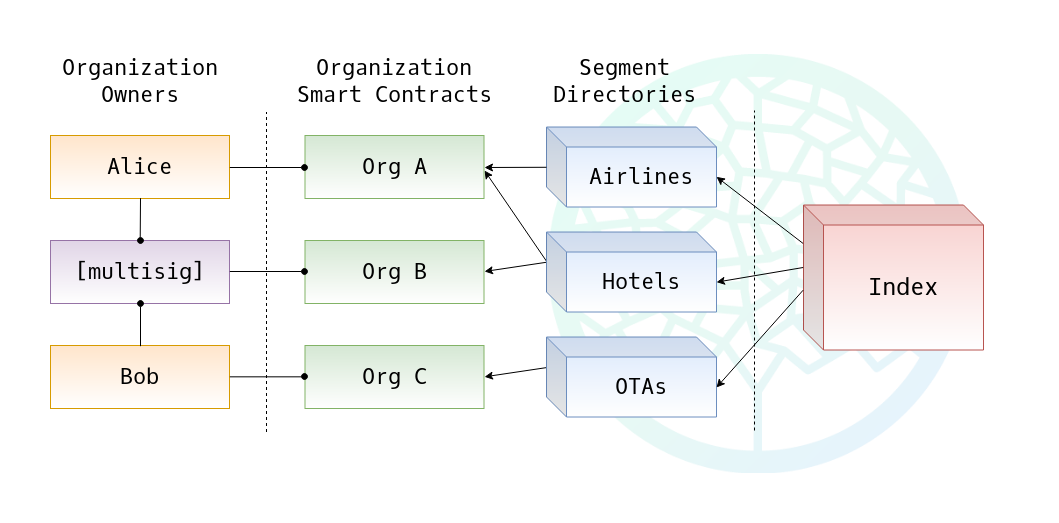 Organization
Owners
Organization
Smart Contracts
Segment
Directories
Alice
Org A
Airlines
[multisig]
Org B
Hotels
Index
Bob
Org C
OTAs